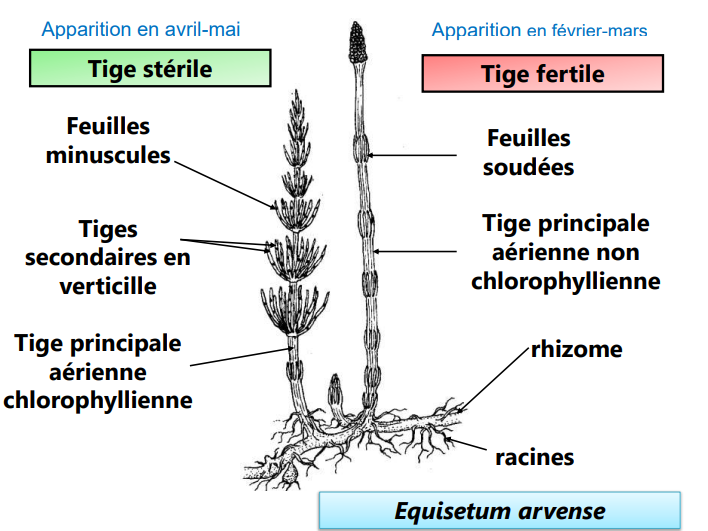 Apparition en avril-mai
Apparition en février-mars
Tige stérile
Tige fertile
Feuilles
minuscules
Feuilles
soudées
Tiges
secondaires en
verticille
Tige principale
aérienne non
chlorophyllienne
Tige principale
aérienne
chlorophyllienne
rhizome
racines
Equisetum arvense